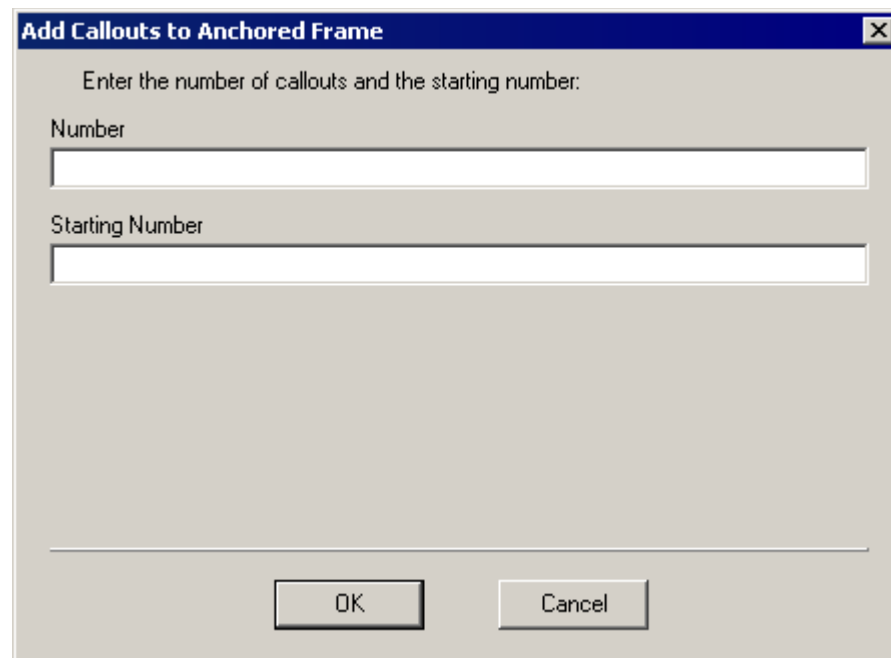 Add Callouts to Anchored Frame
Enter the number of callouts and the starting number:
Number
Starting Number
OK
Cancel